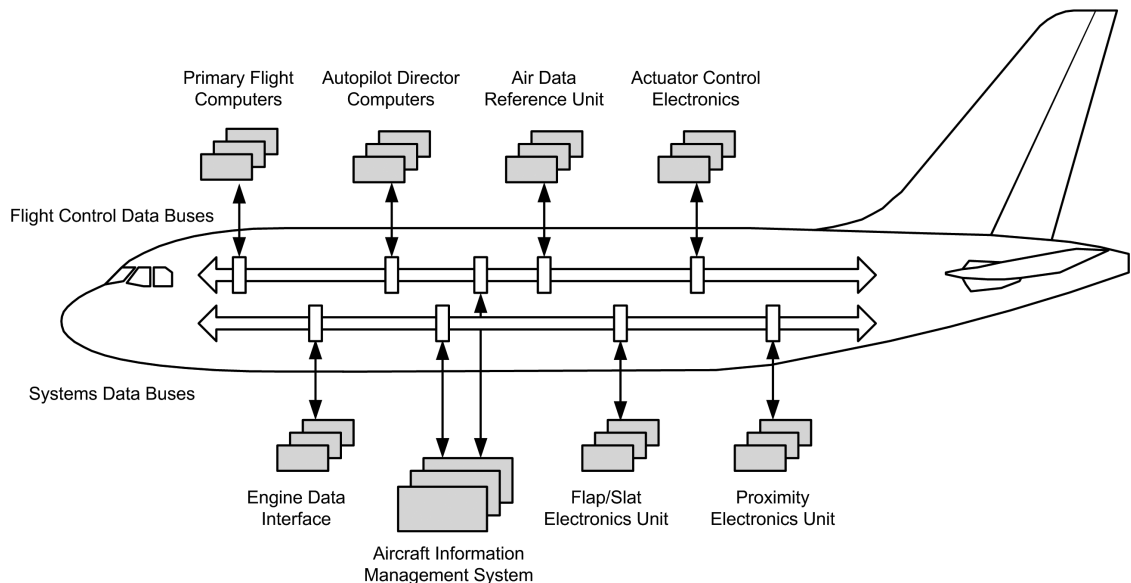 Primary Flight
Computers
Autopilot Director
Computers
Air Data
Reference Unit
Actuator Control
Electronics
Flight Control Data Buses
Systems Data Buses
Engine Data
Interface
Aircraft Information
Management System
Flap/Slat
Electronics Unit
Proximity
Electronics Unit